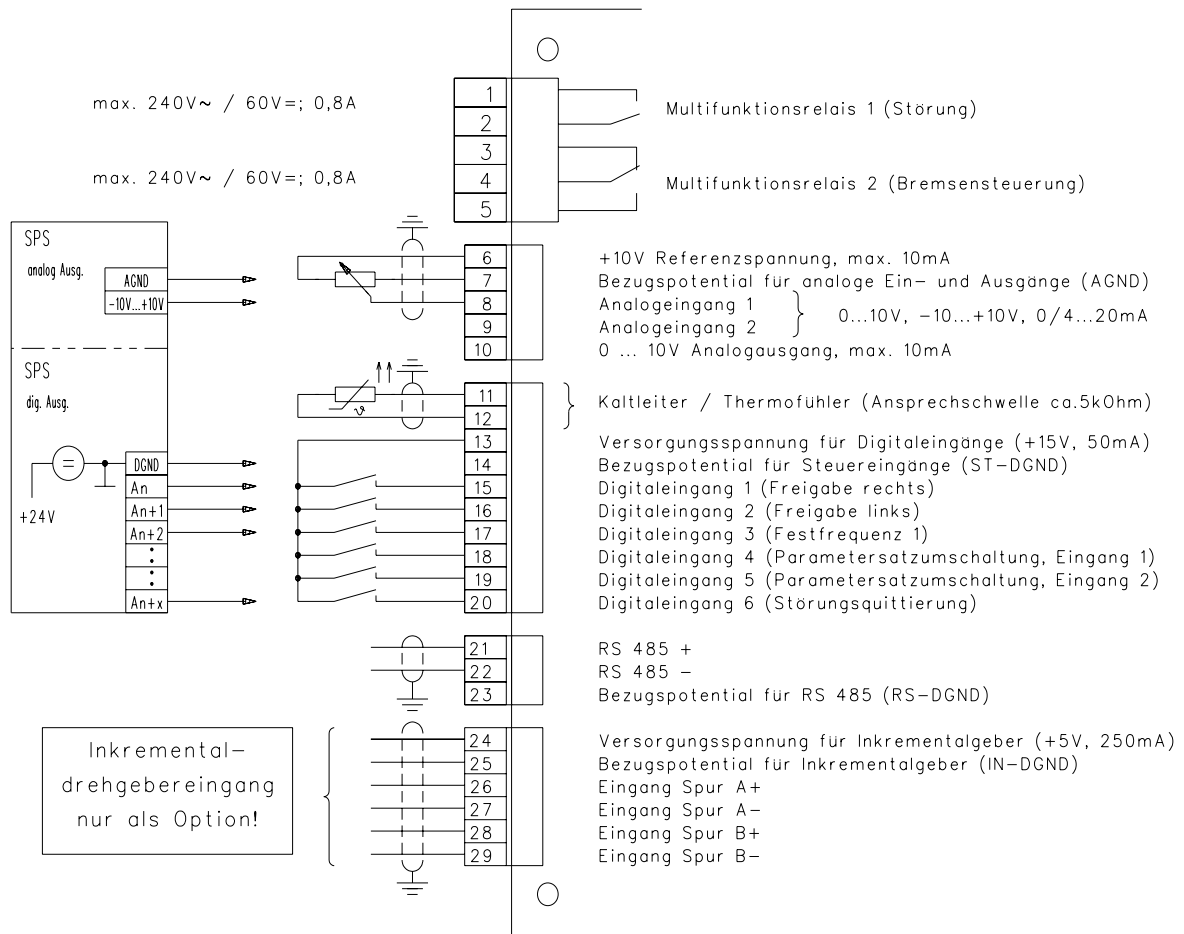 max. 240V~ / 60V=; 0,8A
1
2
3
4
5
Multifunktionsrelais 1 (Störung)
max. 240V~ / 60V=; 0,8A
Multifunktionsrelais 2 (Bremsensteuerung)
SPS
analog Ausg.
AGND
-10V...+10V
6 +10V Referenzspannung, max. 10mA
7 Bezugspotential für analoge Ein- und Ausgänge (AGND)
8 Analogeingang 1
9 Analogeingang 2
0...10V, -10...+10V, 0/4...20mA
10 0 ... 10V Analogausgang, max. 10mA
SPS
dig. Ausg.
+24V
DGND
An
An+1
An+2
An+x
ϑ
11
12
Kaltleiter / Thermofühler (Ansprechschwelle ca.5kOhm)
13 Versorgungsspannung für Digitaleingänge (+15V, 50mA)
14 Bezugspotential für Steuereingänge (ST-DGND)
15 Digitaleingang 1 (Freigabe rechts)
16 Digitaleingang 2 (Freigabe links)
17 Digitaleingang 3 (Festfrequenz 1)
18 Digitaleingang 4 (Parametersatzumschaltung, Eingang 1)
19 Digitaleingang 5 (Parametersatzumschaltung, Eingang 2)
20 Digitaleingang 6 (Störungsquittierung)
21 RS 485 +
22 RS 485 -
23 Bezugspotential für RS 485 (RS-DGND)
Inkremental-
drehgebereingang
nur als Option!
24 Versorgungsspannung für Inkrementalgeber (+5V, 250mA)
25 Bezugspotential für Inkrementalgeber (IN-DGND)
26 Eingang Spur A+
27 Eingang Spur A-
28 Eingang Spur B+
29 Eingang Spur B-